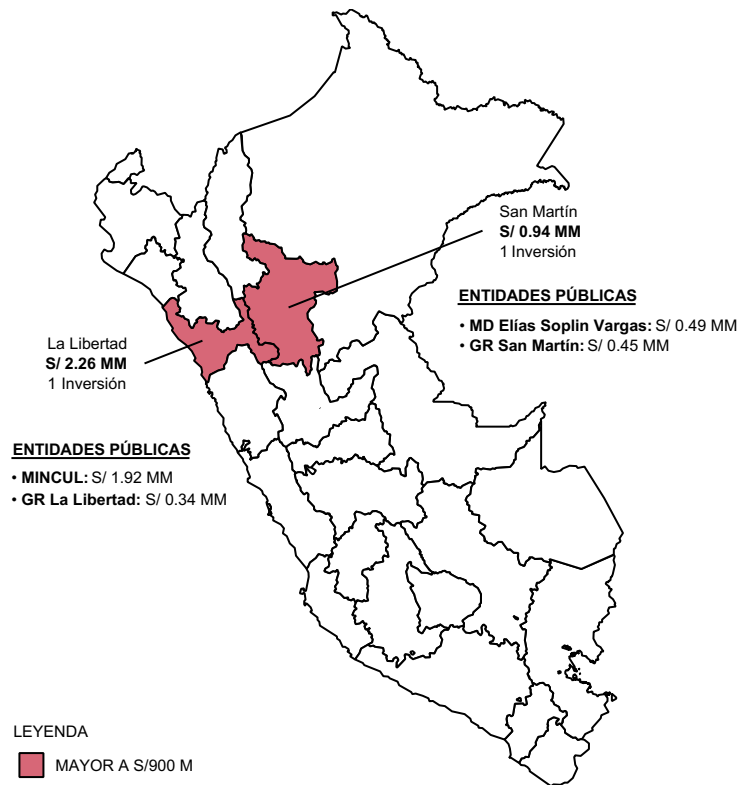 San Martín
S/ 0.94 MM
1 Inversión
ENTIDADES PÚBLICAS
• MD Elías Soplin Vargas: S/ 0.49 MM
• GR San Martín: S/ 0.45 MM
La Libertad
S/ 2.26 MM
1 Inversión
ENTIDADES PÚBLICAS
• MINCUL: S/ 1.92 MM
• GR La Libertad: S/ 0.34 MM
LEYENDA
MAYOR A S/900 M